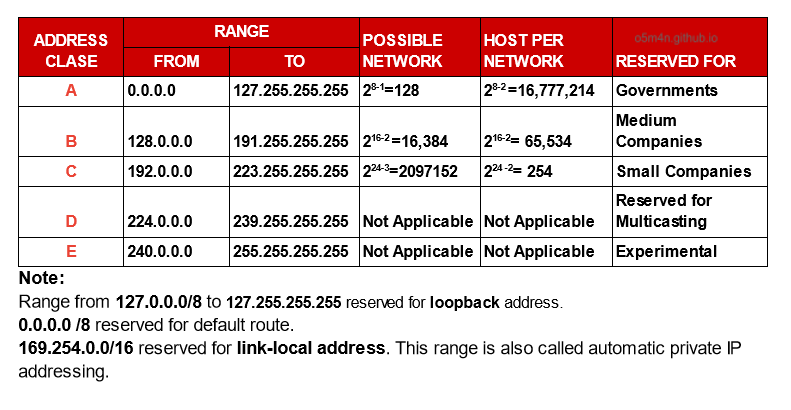 o5m4n.github.io
ADDRESS CLASE RANGE POSSIBLE NETWORK HOST PER NETWORK RESERVED FOR
FROM TO
A 0.0.0.0 127.255.255.255 2^8-1=128 2^8-2=16,777,214 Governments
B 128.0.0.0 191.255.255.255 2^16-2=16,384 2^16-2= 65,534 Medium Companies
C 192.0.0.0 223.255.255.255 2^24-3=2097152 2^24 -2= 254 Small Companies
D 224.0.0.0 239.255.255.255 Not Applicable Not Applicable Reserved for Multicasting
E 240.0.0.0 255.255.255.255 Not Applicable Not Applicable Experimental
Note:
Range from 127.0.0.0/8 to 127.255.255.255 reserved for loopback address.
0.0.0.0 /8 reserved for default route.
169.254.0.0/16 reserved for link-local address. This range is also called automatic private IP
addressing.